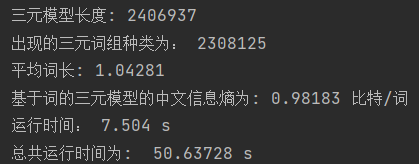 三元模型长度: 2406937
出现的三元词组种类为： 2308125
平均词长: 1.04281
基于词的三元模型的中文信息熵为: 0.98183 比特/词
运行时间： 7.504 s
总共运行时间为： 50.63728 s